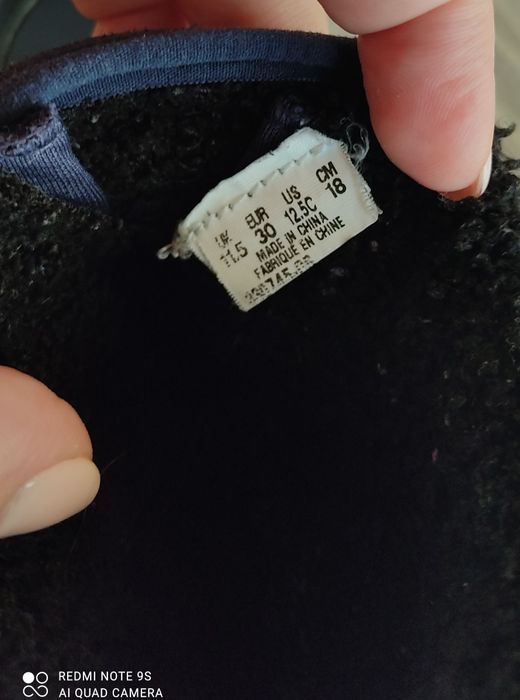 UK EUR US CM
11.5 30 12.5C 18
MADE IN CHINA
FABRIQUE EN CHINE
REDMI NOTE 9S
AI QUAD CAMERA